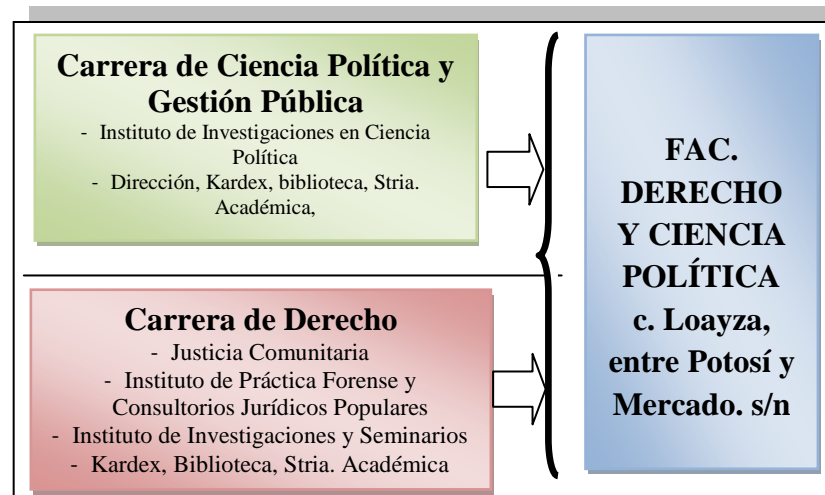 Carrera de Ciencia Política y
Gestión Pública
- Instituto de Investigaciones en Ciencia
Política
- Dirección, Kardex, biblioteca, Stria.
Académica,
Carrera de Derecho
- Justicia Comunitaria
- Instituto de Práctica Forense y
Consultorios Jurídicos Populares
- Instituto de Investigaciones y Seminarios
- Kardex, Biblioteca, Stria. Académica
FAC.
DERECHO
Y CIENCIA
POLÍTICA
c. Loayza,
entre Potosí y
Mercado. s/n